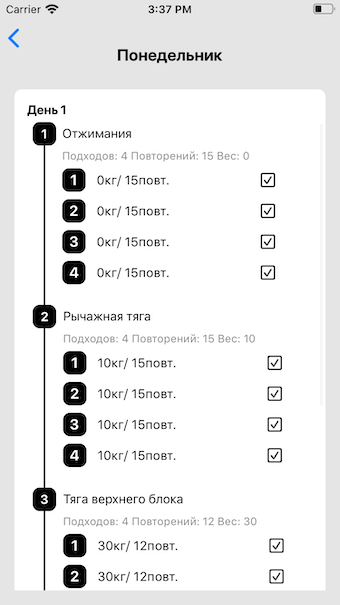 Carrier 3:37 PM
Понедельник
День 1
1 Отжимания
Подходов: 4 Повторений: 15 Вес: 0
1 0кг/ 15повт.
2 0кг/ 15повт.
3 0кг/ 15повт.
4 0кг/ 15повт.
2 Рычажная тяга
Подходов: 4 Повторений: 15 Вес: 10
1 10кг/ 15повт.
2 10кг/ 15повт.
3 10кг/ 15повт.
4 10кг/ 15повт.
3 Тяга верхнего блока
Подходов: 4 Повторений: 12 Вес: 30
1 30кг/ 12повт.
2 30кг/ 12повт.